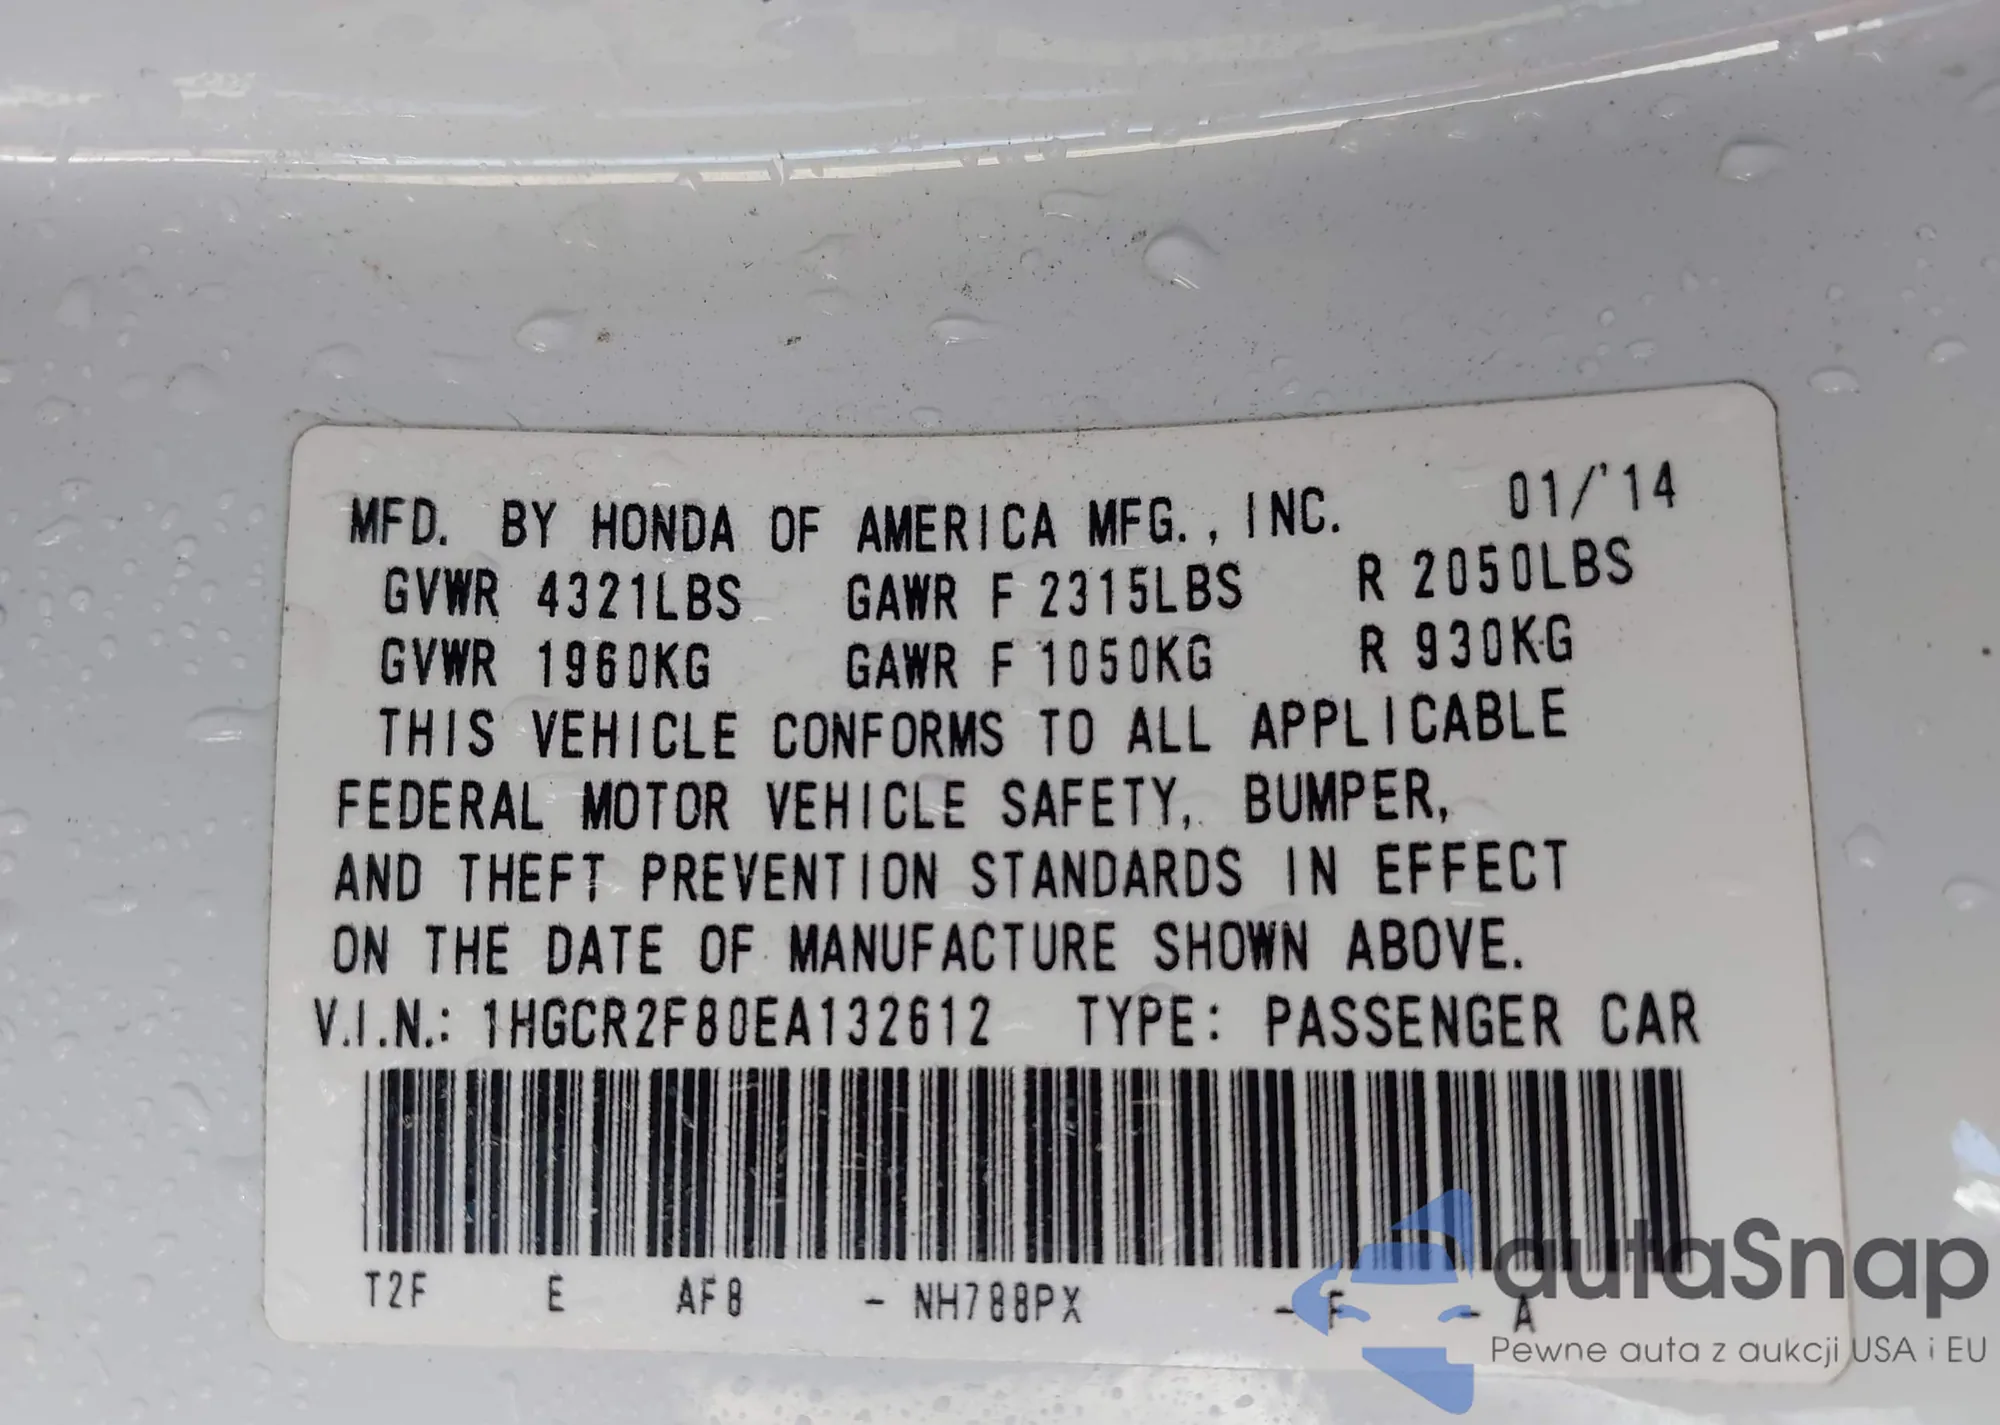 MFD. BY HONDA OF AMERICA MFG., INC. 01/'14
GVWR 4321LBS GAWR F 2315LBS R 2050LBS
GVWR 1960KG GAWR F 1050KG R 930KG
THIS VEHICLE CONFORMS TO ALL APPLICABLE
FEDERAL MOTOR VEHICLE SAFETY, BUMPER,
AND THEFT PREVENTION STANDARDS IN EFFECT
ON THE DATE OF MANUFACTURE SHOWN ABOVE.
V.I.N.: 1HGCR2F80EA132612 TYPE: PASSENGER CAR
T2F E AF8 - NH788PX - F - A
autaSnap
Pewne auta z aukcji USA i EU